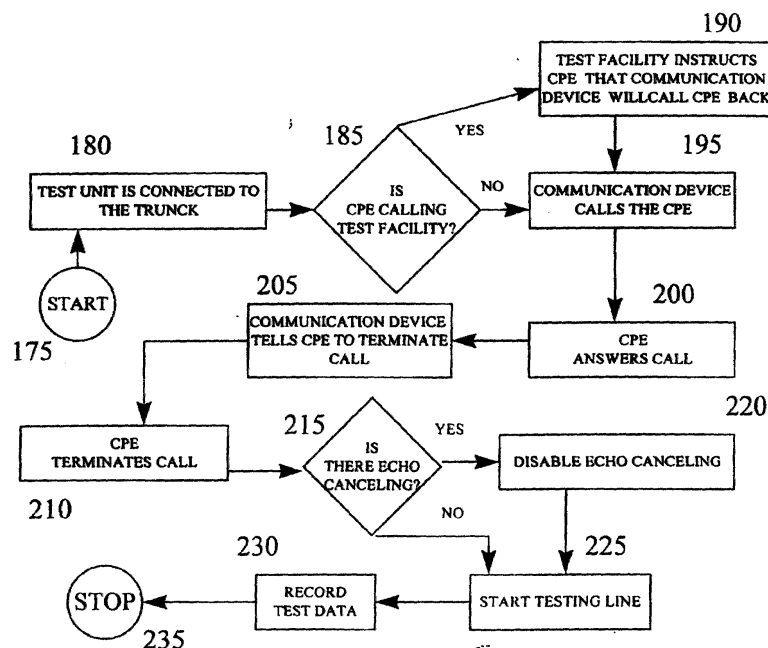 190
TEST FACILITY INSTRUCTS
CPE THAT COMMUNICATION
DEVICE WILLCALL CPE BACK
180
185
YES
195
TEST UNIT IS CONNECTED TO
THE TRUNCK
IS
CPE CALLING
TEST FACILITY?
NO
COMMUNICATION DEVICE
CALLS THE CPE
START
175
205
200
COMMUNICATION DEVICE
TELLS CPE TO TERMINATE
CALL
CPE
ANSWERS CALL
220
215
YES
CPE
TERMINATES CALL
210
IS
THERE ECHO
CANCELING?
DISABLE ECHO CANCELING
NO
230
225
STOP
235
RECORD
TEST DATA
START TESTING LINE